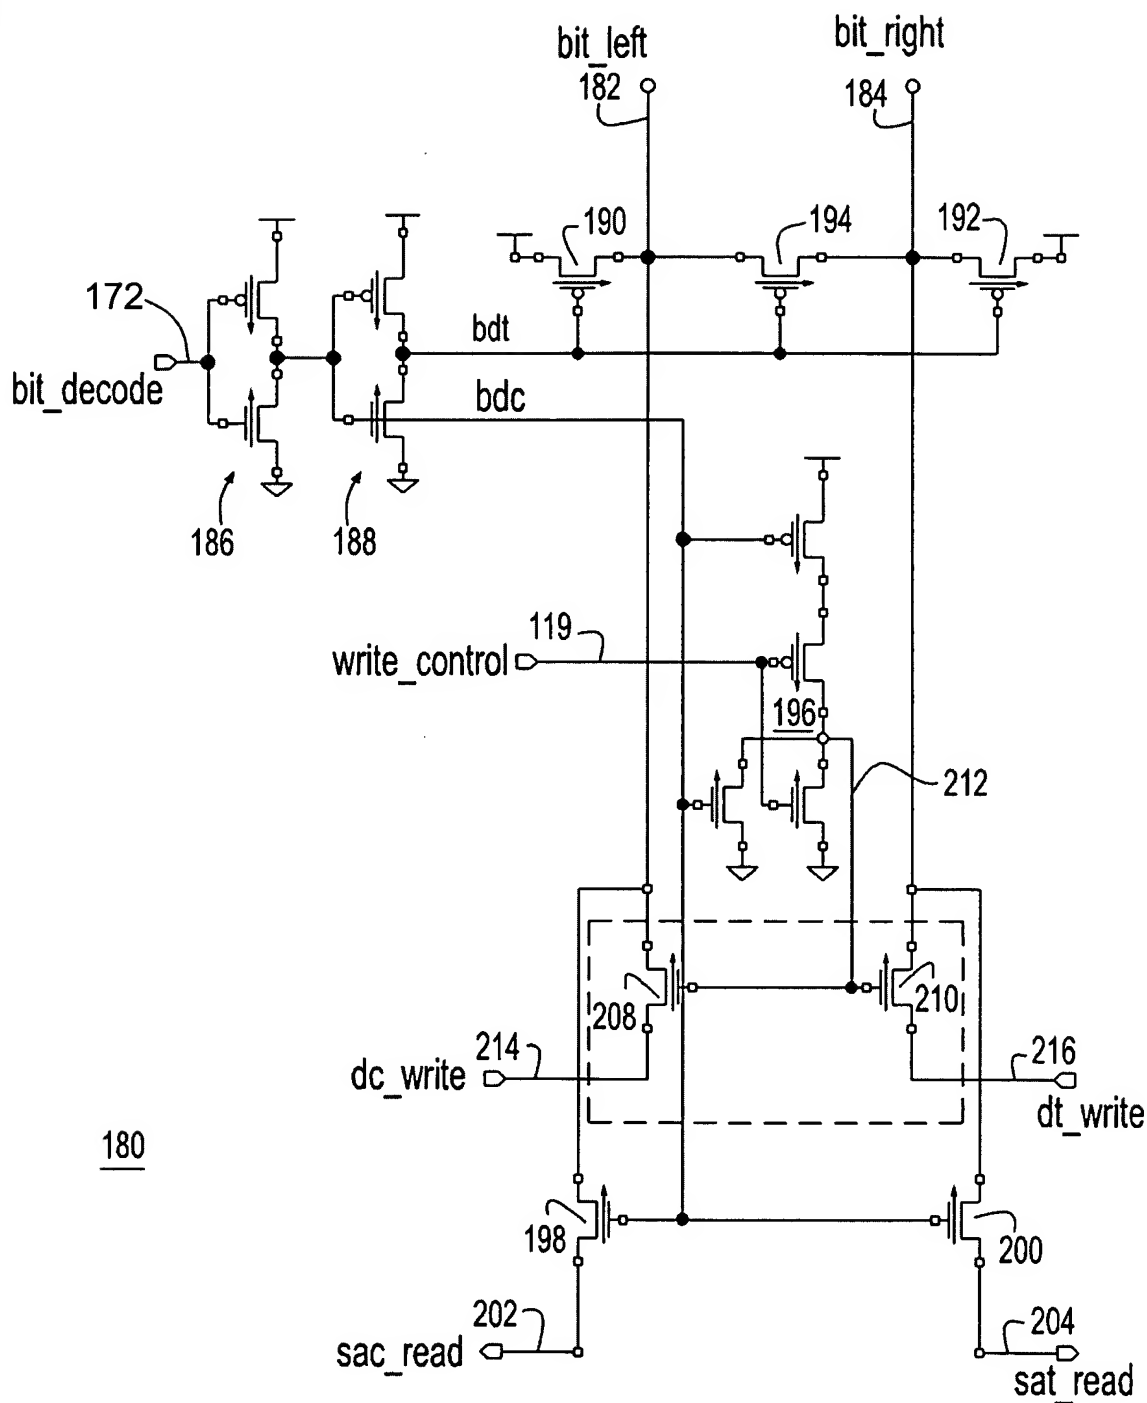 bit_left
bit_right
182
184
190
194
192
172
bit_decode
bdt
bdc
186
188
119
write_control
196
212
208
210
214
dc_write
216
dt_write
180
198
200
202
sac_read
204
sat_read